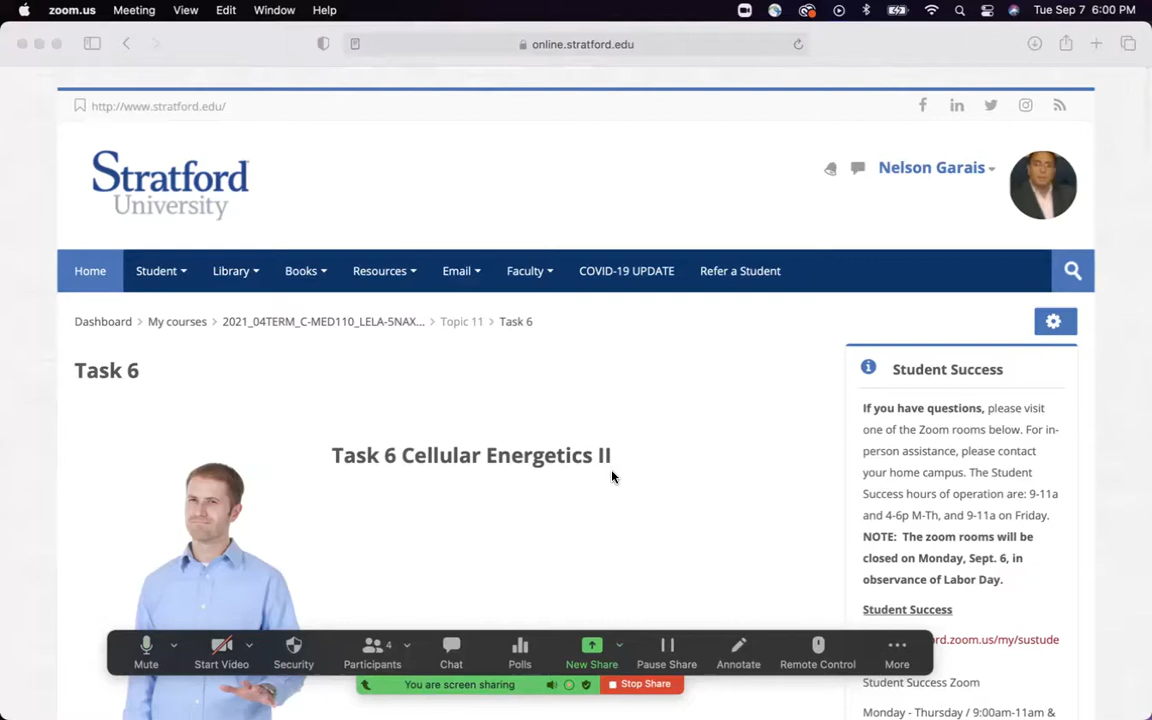 zoom.us Meeting View Edit Window Help
Tue Sep 7 6:00 PM
online.stratford.edu
http://www.stratford.edu/
Stratford
University
Nelson Garais
Home Student Library Books Resources Email Faculty COVID-19 UPDATE Refer a Student
Dashboard My courses 2021_04TERM_C-MED110_LELA-5NAX... Topic 11 Task 6
Task 6
Task 6 Cellular Energetics II
Student Success
If you have questions, please visit
one of the Zoom rooms below. For in-
person assistance, please contact
your home campus. The Student
Success hours of operation are: 9-11a
and 4-6p M-Th, and 9-11a on Friday.
NOTE: The zoom rooms will be
closed on Monday, Sept. 6, in
observance of Labor Day.
Student Success
rd.zoom.us/my/sustude
Student Success Zoom
Monday - Thursday / 9:00am-11am &
4
Mute Start Video Security Participants Chat Polls New Share Pause Share Annotate Remote Control More
You are screen sharing Stop Share